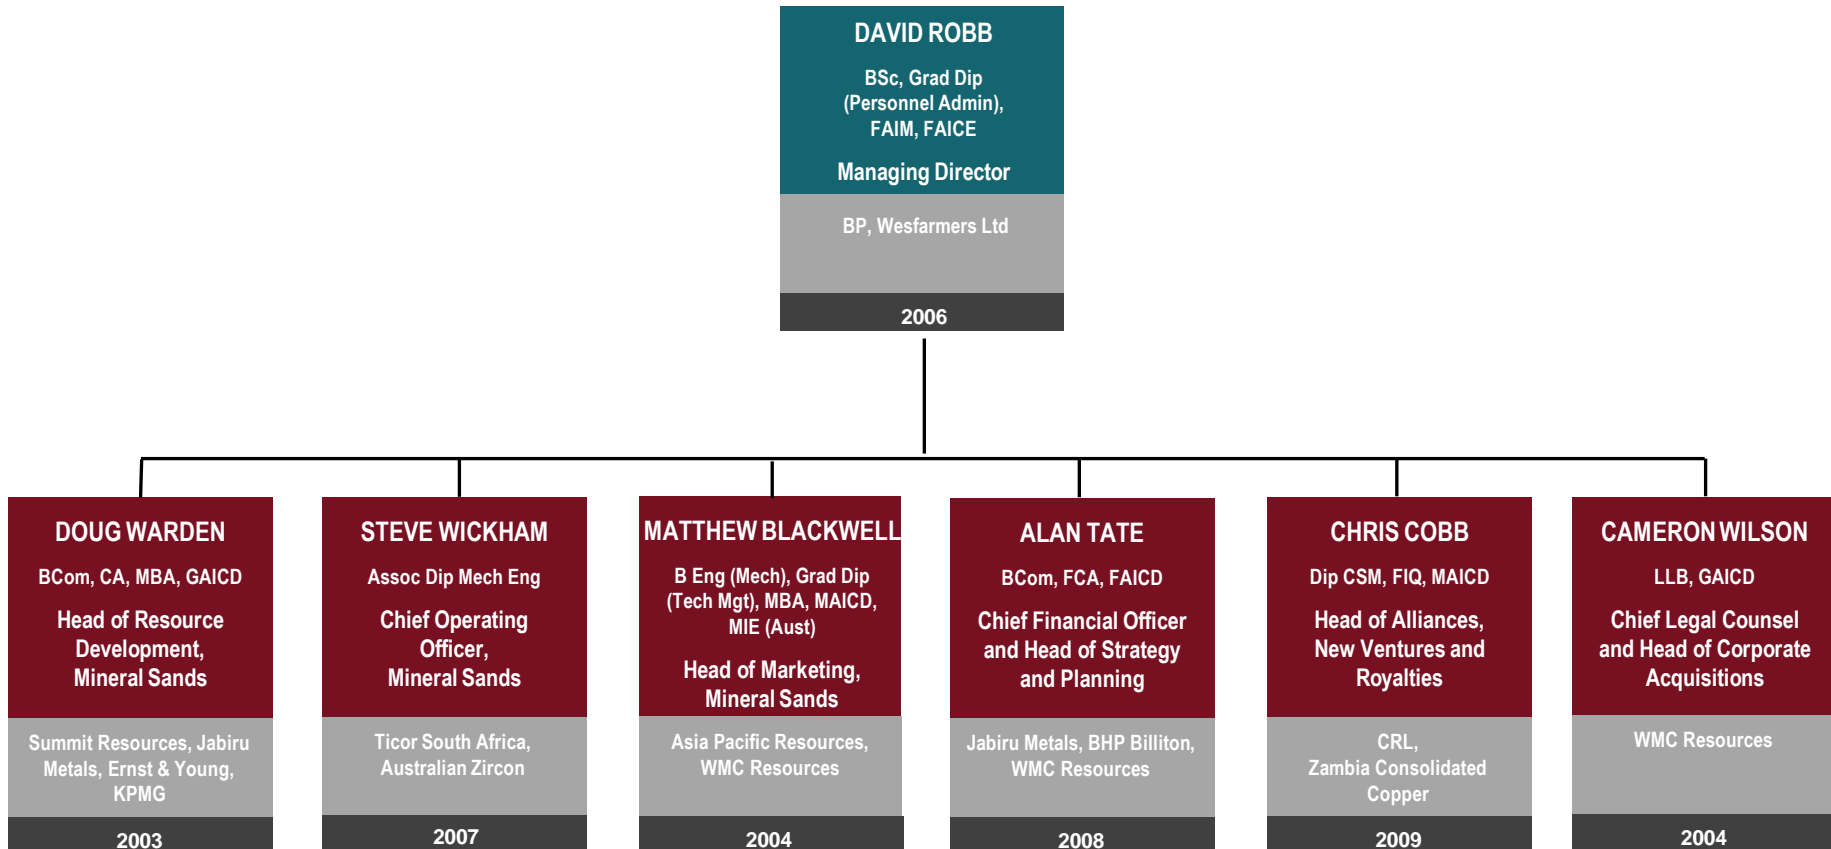 DAVID ROBB
BSc, Grad Dip
(Personnel Admin),
FAIM, FAICE
Managing Director
BP, Wesfarmers Ltd
2006
DOUG WARDEN
BCom, CA, MBA, GAICD
Head of Resource
Development,
Mineral Sands
Summit Resources, Jabiru
Metals, Ernst & Young,
KPMG
2003
STEVE WICKHAM
Assoc Dip Mech Eng
Chief Operating
Officer,
Mineral Sands
Ticor South Africa,
Australian Zircon
2007
MATTHEW BLACKWELL
B Eng (Mech), Grad Dip
(Tech Mgt), MBA, MAICD,
MIE (Aust)
Head of Marketing,
Mineral Sands
Asia Pacific Resources,
WMC Resources
2004
ALAN TATE
BCom, FCA, FAICD
Chief Financial Officer
and Head of Strategy
and Planning
Jabiru Metals, BHP Billiton,
WMC Resources
2008
CHRIS COBB
Dip CSM, FIQ, MAICD
Head of Alliances,
New Ventures and
Royalties
CRL,
Zambia Consolidated
Copper
2009
CAMERON WILSON
LLB, GAICD
Chief Legal Counsel
and Head of Corporate
Acquisitions
WMC Resources
2004